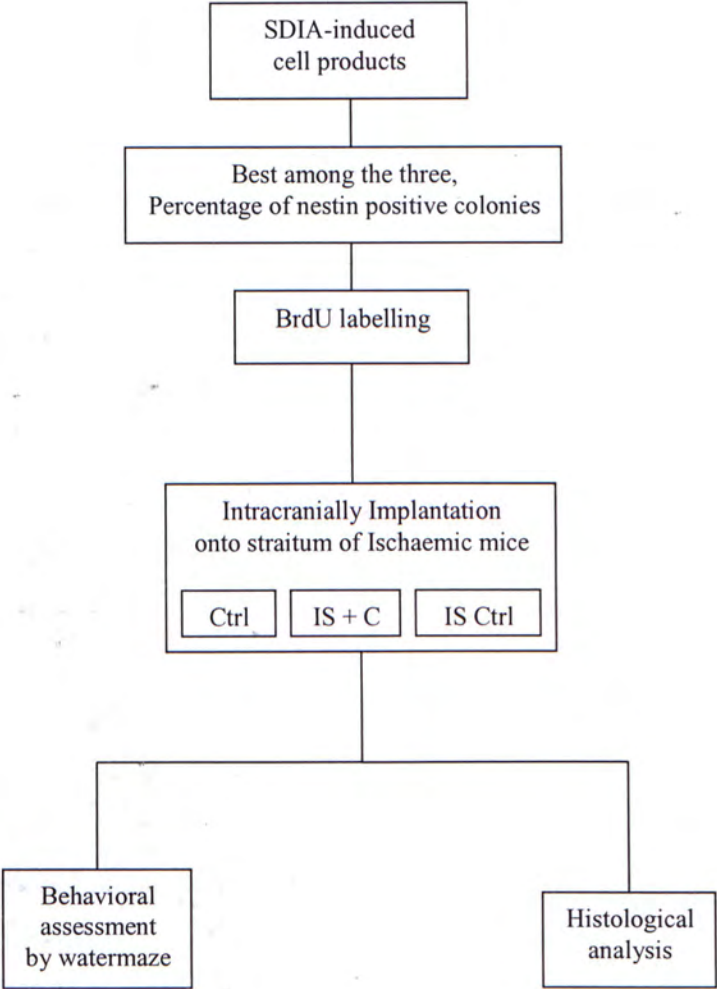 SDIA-induced
cell products
Best among the three,
Percentage of nestin positive colonies
BrdU labelling
Intracranially Implantation
onto straitum of Ischaemic mice
Ctrl
IS + C
IS Ctrl
Behavioral
assessment
by watermaze
Histological
analysis